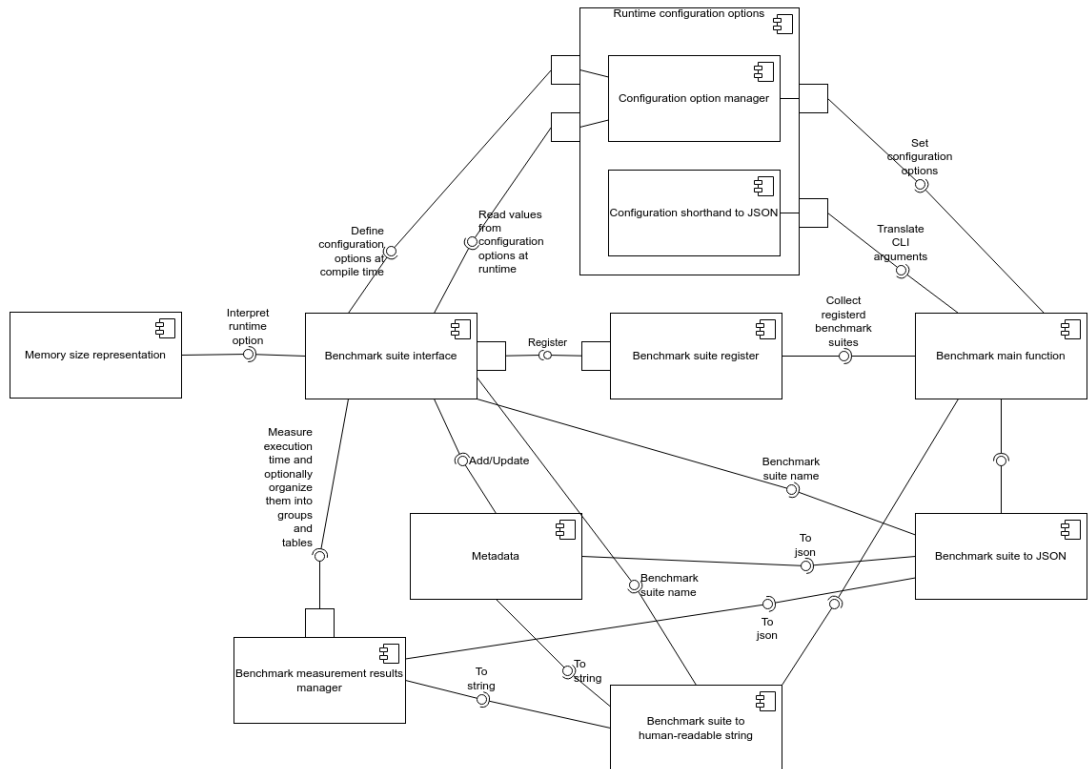 Runtime configuration options
Configuration option manager
Set
configuration
options
Configuration shorthand to JSON
Define
configuration
options at
compile time
Read values
from
configuration
options at
runtime
Translate
CLI
arguments
Interpret
runtime
option
Collect
registerd
benchmark
suites
Memory size representation
Benchmark suite interface
Register
Benchmark suite register
Benchmark main function
Measure
execution
time and
optionally
organize
them into
groups
and
tables
Add/Update
Benchmark
suite name
Metadata
To
json
Benchmark suite to JSON
Benchmark
suite name
To
json
Benchmark measurement results
manager
To
string
To
string
Benchmark suite to
human-readable string